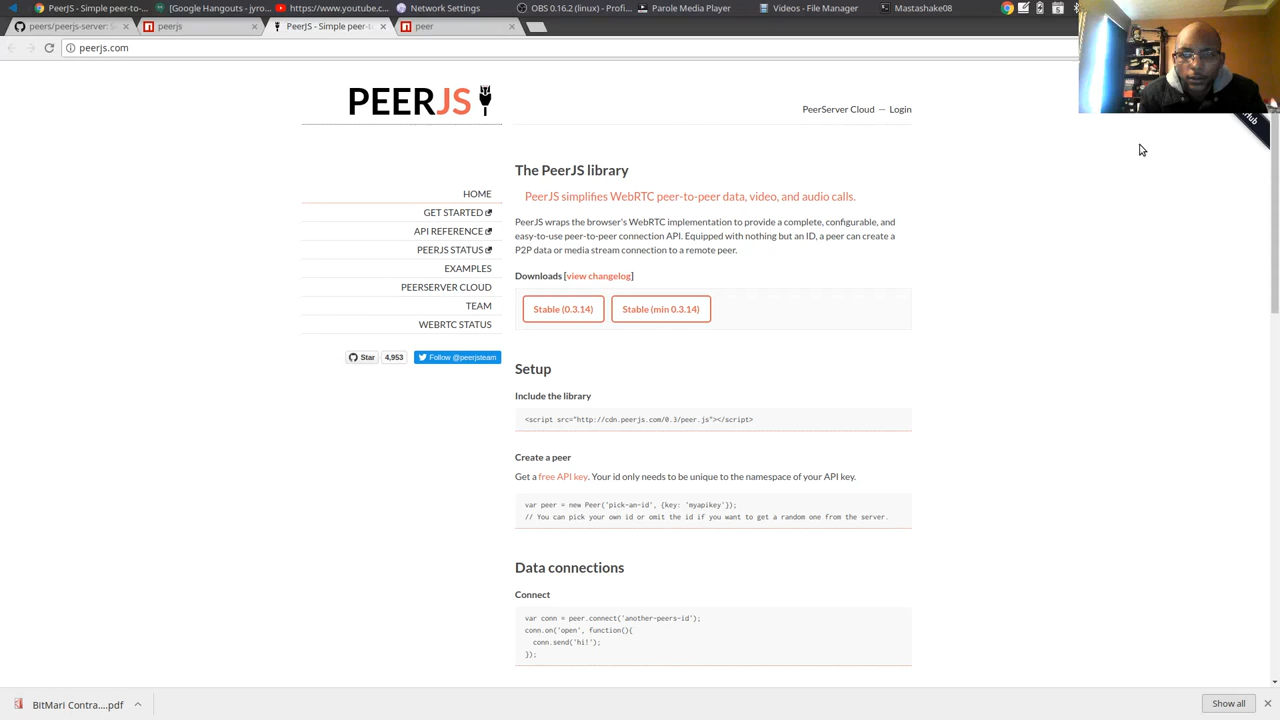 peers/peerjs-server: S
peerjs
PeerJS - Simple peer-t
peer
[Google Hangouts - jyro
https://www.youtube.c
Network Settings
OBS 0.16.2 (linux) - Profi
Parole Media Player
Videos - File Manager
Mastashake08
peerjs.com
PEERJS
PeerServer Cloud — Login
HOME
GET STARTED
API REFERENCE
PEERJS STATUS
EXAMPLES
PEERSERVER CLOUD
TEAM
WEBRTC STATUS
Star 4,953 Follow @peerjsteam
The PeerJS library
PeerJS simplifies WebRTC peer-to-peer data, video, and audio calls.
PeerJS wraps the browser's WebRTC implementation to provide a complete, configurable, and
easy-to-use peer-to-peer connection API. Equipped with nothing but an ID, a peer can create a
P2P data or media stream connection to a remote peer.
Downloads [view changelog]
Stable (0.3.14) Stable (min 0.3.14)
Setup
Include the library
<script src="http://cdn.peerjs.com/0.3/peer.js"></script>
Create a peer
Get a free API key. Your id only needs to be unique to the namespace of your API key.
var peer = new Peer('pick-an-id', {key: 'myapikey'});
// You can pick your own id or omit the id if you want to get a random one from the server.
Data connections
Connect
var conn = peer.connect('another-peers-id');
conn.on('open', function(){
conn.send('hi!');
});
BitMari Contra....pdf
Show all